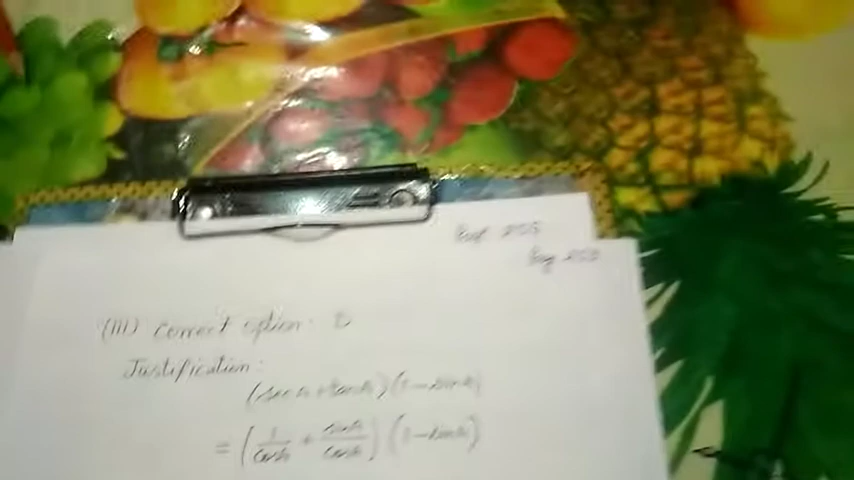 (III) Correct option: D
Justification:
(sec A + tan A) (1 - sin A)
= (1/cos A + sin A/cos A) (1 - sin A)